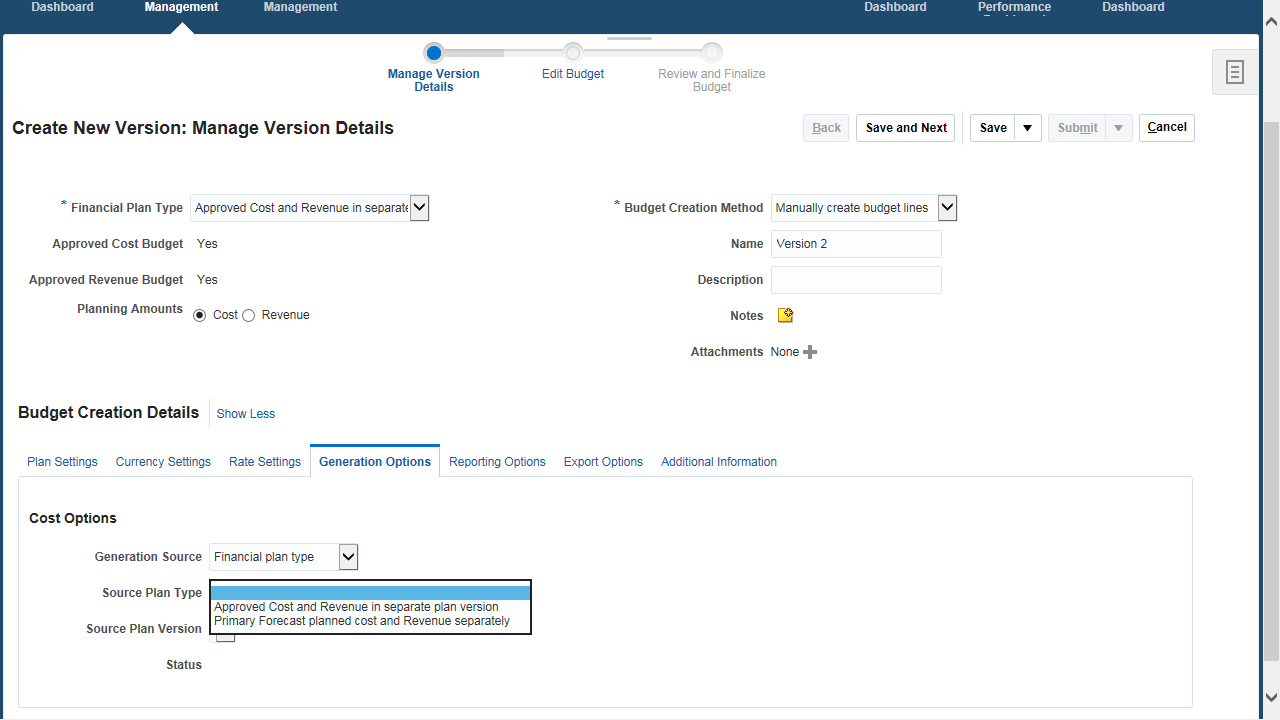 Dashboard Management Management Dashboard Performance Dashboard
Manage Version Details
Edit Budget
Review and Finalize Budget
Create New Version: Manage Version Details
Back Save and Next Save Submit Cancel
* Financial Plan Type Approved Cost and Revenue in separate
Approved Cost Budget Yes
Approved Revenue Budget Yes
Planning Amounts Cost Revenue
* Budget Creation Method Manually create budget lines
Name Version 2
Description
Notes
Attachments None
Budget Creation Details Show Less
Plan Settings Currency Settings Rate Settings Generation Options Reporting Options Export Options Additional Information
Cost Options
Generation Source Financial plan type
Source Plan Type
Approved Cost and Revenue in separate plan version
Primary Forecast planned cost and Revenue separately
Source Plan Version
Status